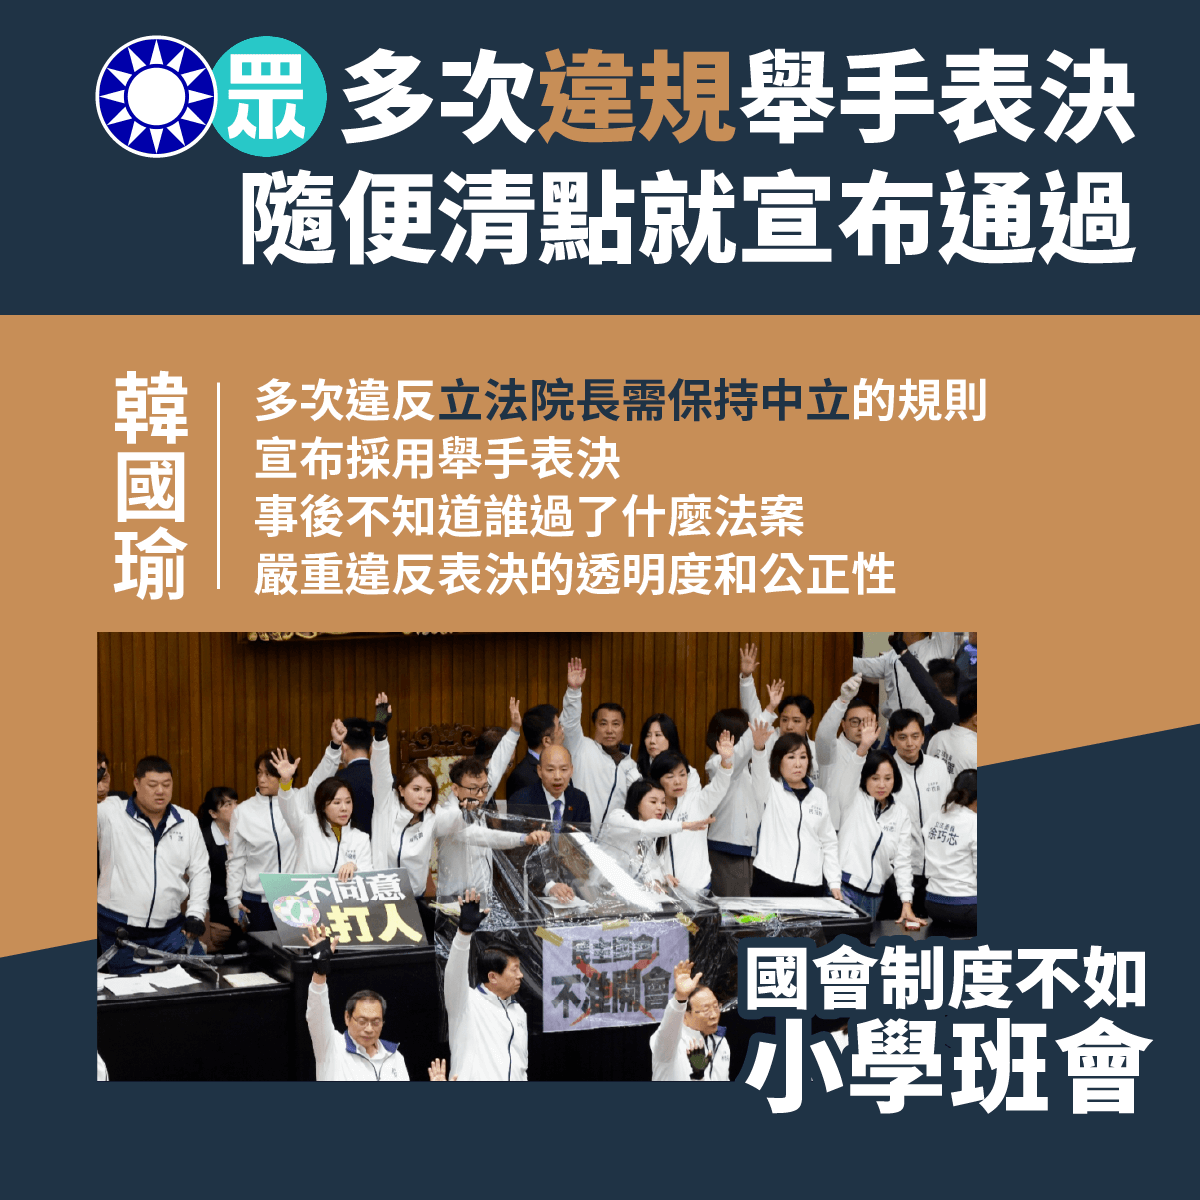 眾 多次違規舉手表決
隨便清點就宣布通過
韓國瑜
多次違反立法院長需保持中立的規則
宣布採用舉手表決
事後不知道誰過了什麼法案
嚴重違反表決的透明度和公正性
不同意
打人
不准開會
徐巧芯
國會制度不如
小學班會